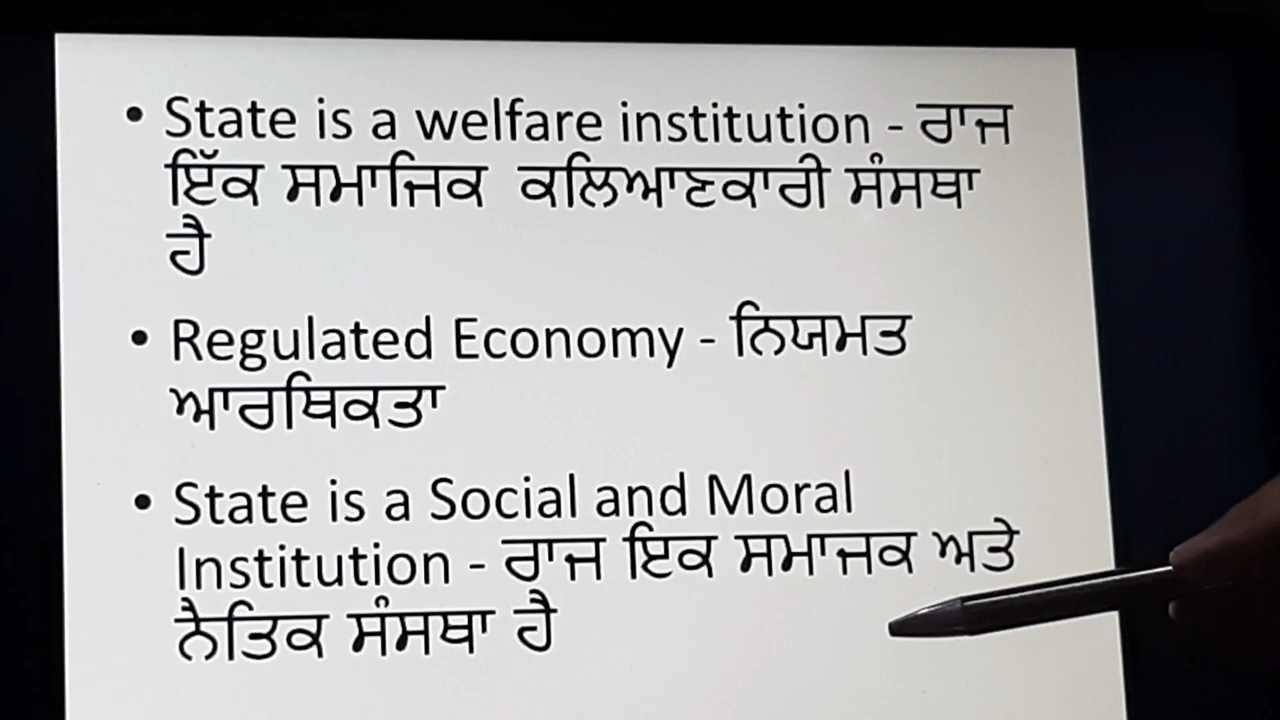 • State is a welfare institution - ਰਾਜ
ਇੱਕ ਸਮਾਜਿਕ ਕਲਿਆਣਕਾਰੀ ਸੰਸਥਾ
ਹੈ
• Regulated Economy - ਨਿਯਮਤ
ਆਰਥਿਕਤਾ
• State is a Social and Moral
Institution - ਰਾਜ ਇਕ ਸਮਾਜਕ ਅਤੇ
ਨੈਤਿਕ ਸੰਸਥਾ ਹੈ